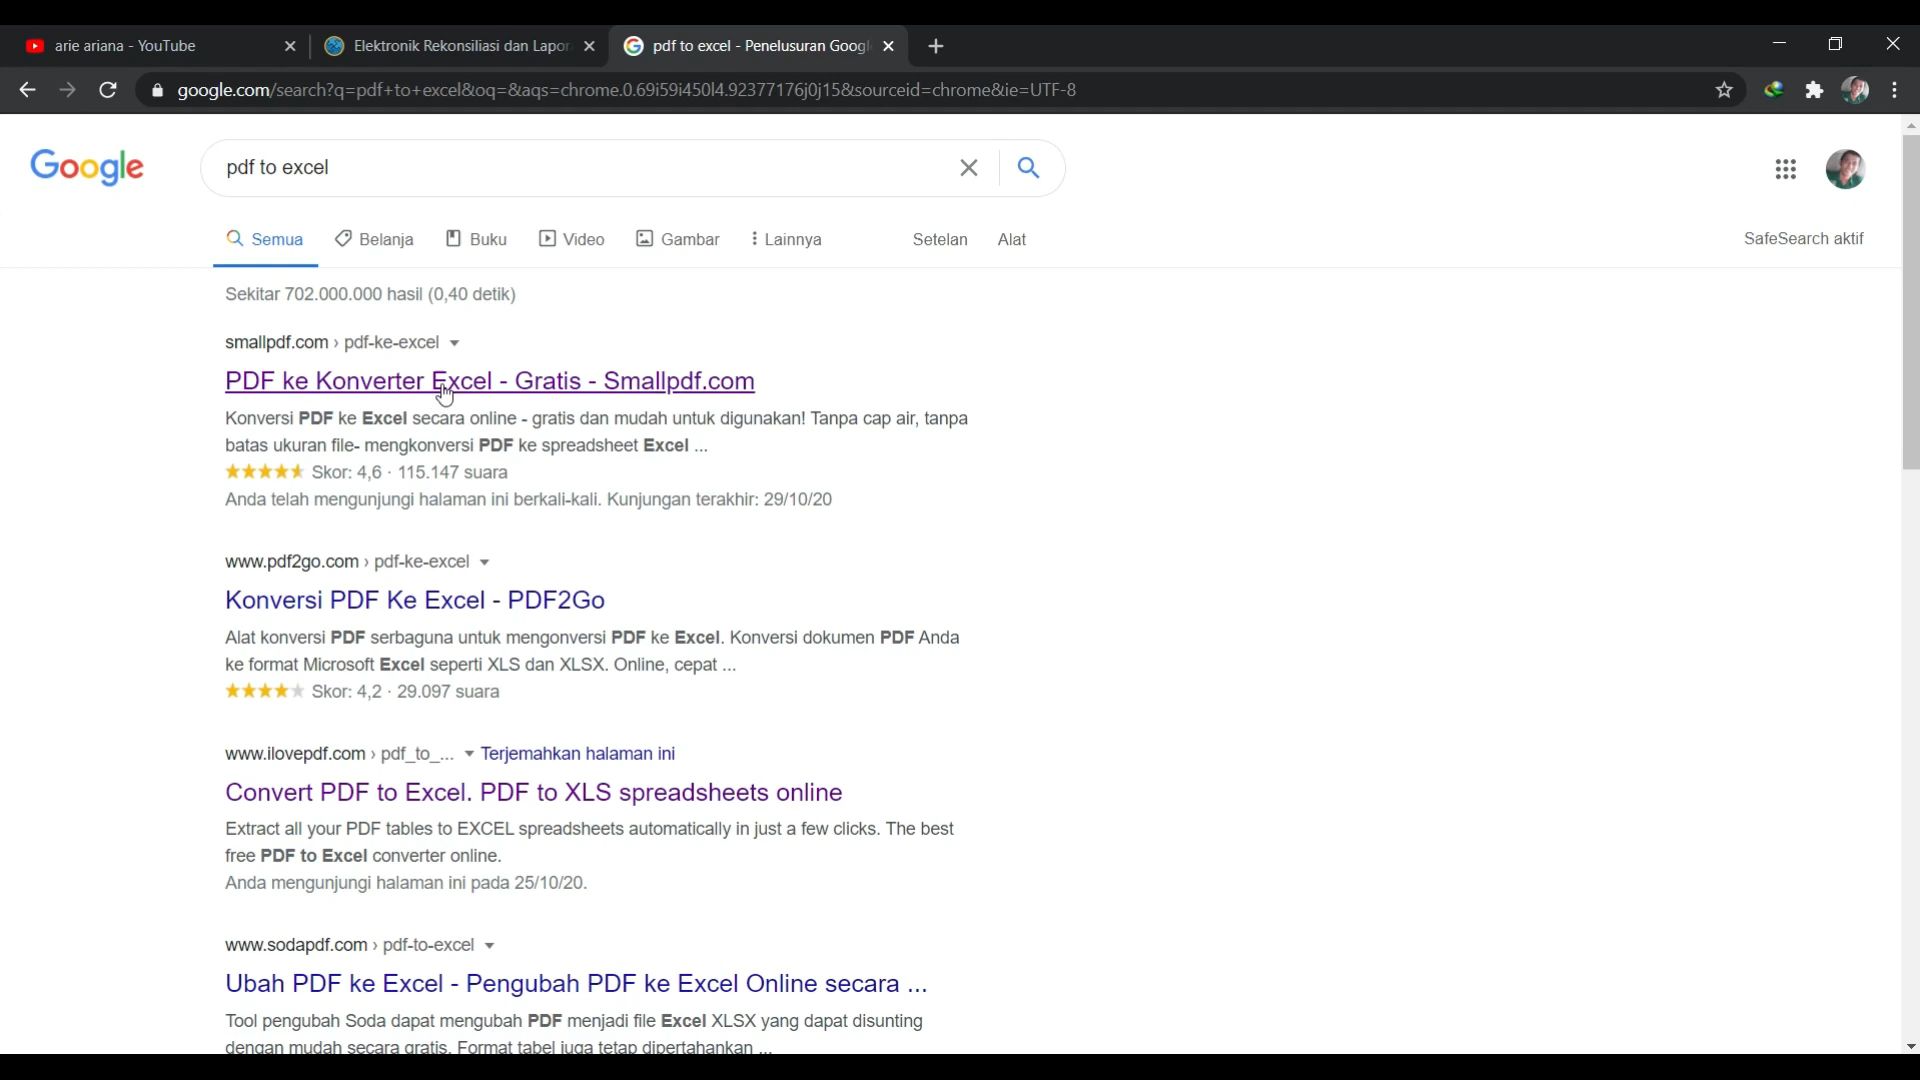 arie ariana - YouTube
Elektronik Rekonsiliasi dan Lapor
pdf to excel - Penelusuran Googl
google.com/search?q=pdf+to+excel&oq=&aqs=chrome.0.69i59i450l4.92377176j0j15&sourceid=chrome&ie=UTF-8
Google
pdf to excel
Semua
Belanja
Buku
Video
Gambar
Lainnya
Setelan
Alat
SafeSearch aktif
Sekitar 702.000.000 hasil (0,40 detik)
smallpdf.com › pdf-ke-excel
PDF ke Konverter Excel - Gratis - Smallpdf.com
Konversi PDF ke Excel secara online - gratis dan mudah untuk digunakan! Tanpa cap air, tanpa
batas ukuran file- mengkonversi PDF ke spreadsheet Excel ...
Skor: 4,6 · 115.147 suara
Anda telah mengunjungi halaman ini berkali-kali. Kunjungan terakhir: 29/10/20
www.pdf2go.com › pdf-ke-excel
Konversi PDF Ke Excel - PDF2Go
Alat konversi PDF serbaguna untuk mengonversi PDF ke Excel. Konversi dokumen PDF Anda
ke format Microsoft Excel seperti XLS dan XLSX. Online, cepat ...
Skor: 4,2 · 29.097 suara
www.ilovepdf.com › pdf_to_... Terjemahkan halaman ini
Convert PDF to Excel. PDF to XLS spreadsheets online
Extract all your PDF tables to EXCEL spreadsheets automatically in just a few clicks. The best
free PDF to Excel converter online.
Anda mengunjungi halaman ini pada 25/10/20.
www.sodapdf.com › pdf-to-excel
Ubah PDF ke Excel - Pengubah PDF ke Excel Online secara ...
Tool pengubah Soda dapat mengubah PDF menjadi file Excel XLSX yang dapat disunting
dengan mudah secara gratis. Format tabel juga tetap dipertahankan ...